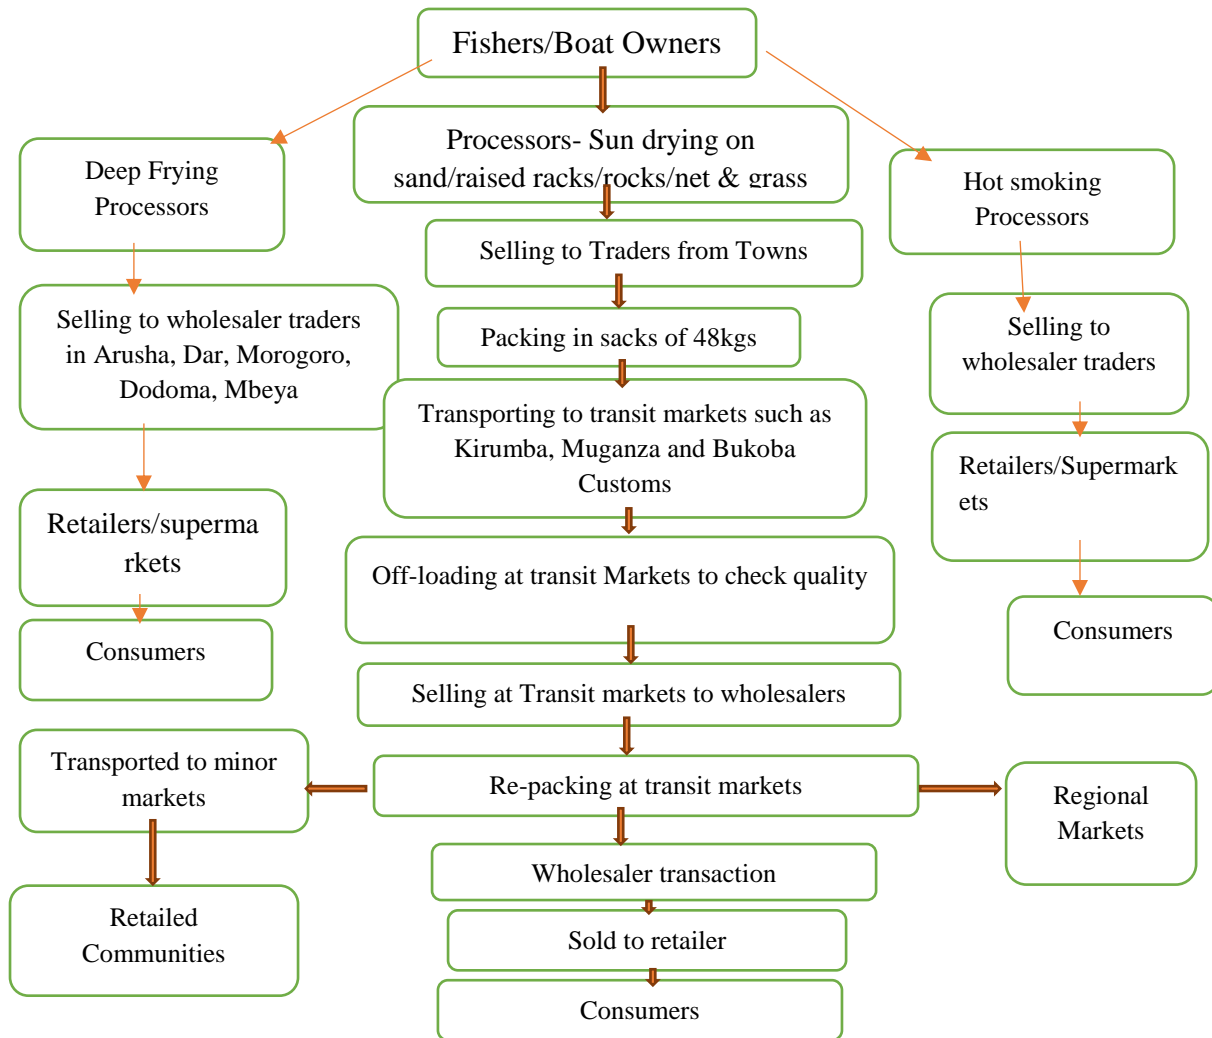 Fishers/Boat Owners
Deep Frying
Processors
Processors- Sun drying on
sand/raised racks/rocks/net & grass
Hot smoking
Processors
Selling to Traders from Towns
Selling to wholesaler traders
in Arusha, Dar, Morogoro,
Dodoma, Mbeya
Packing in sacks of 48kgs
Selling to
wholesaler traders
Transporting to transit markets such as
Kirumba, Muganza and Bukoba
Customs
Retailers/Supermark
ets
Retailers/superma
rkets
Off-loading at transit Markets to check quality
Consumers
Consumers
Selling at Transit markets to wholesalers
Transported to minor
markets
Re-packing at transit markets
Regional
Markets
Wholesaler transaction
Retailed
Communities
Sold to retailer
Consumers